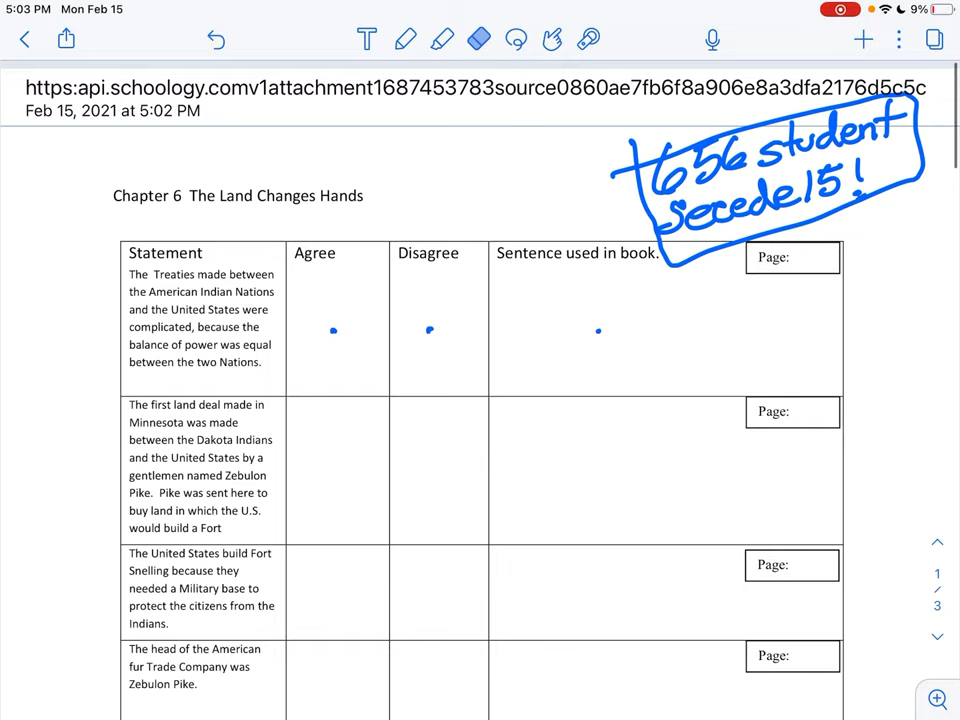 5:03 PM Mon Feb 15
9%
https:api.schoology.comv1attachment1687453783source0860ae7fb6f8a906e8a3dfa2176d5c5c
Feb 15, 2021 at 5:02 PM
+656 student
secede15!
Chapter 6 The Land Changes Hands
Statement Agree Disagree Sentence used in book. Page:
The Treaties made between
the American Indian Nations
and the United States were
complicated, because the
balance of power was equal
between the two Nations.
The first land deal made in Page:
Minnesota was made
between the Dakota Indians
and the United States by a
gentlemen named Zebulon
Pike. Pike was sent here to
buy land in which the U.S.
would build a Fort
The United States build Fort Page:
Snelling because they
needed a Military base to
protect the citizens from the
Indians.
The head of the American Page:
fur Trade Company was
Zebulon Pike.
1
/
3